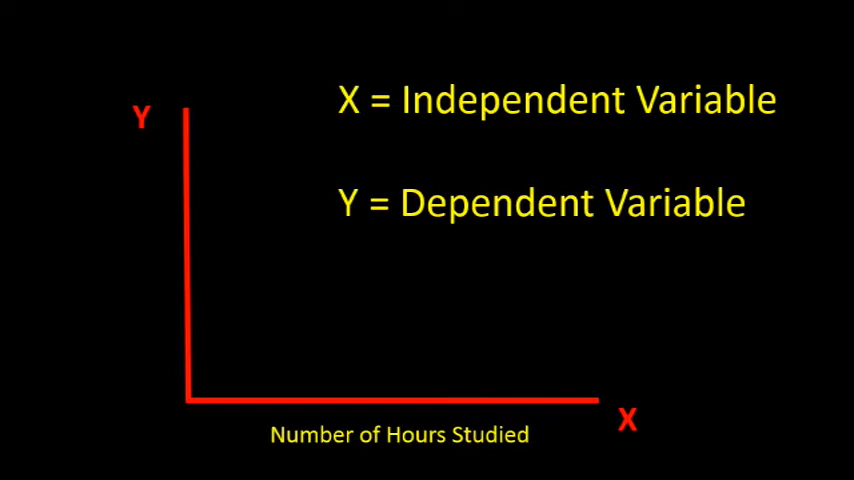 X = Independent Variable
Y
Y = Dependent Variable
X
Number of Hours Studied